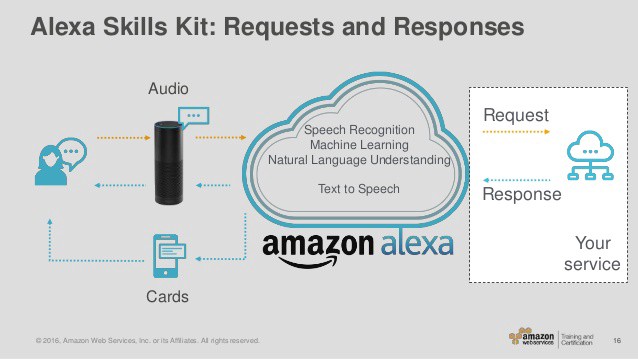 Alexa Skills Kit: Requests and Responses
Audio
Speech Recognition
Machine Learning
Natural Language Understanding
Text to Speech
amazon alexa
Request
Response
Your
service
Cards
© 2016, Amazon Web Services, Inc. or its Affiliates. All rights reserved.
amazon
web services
Training and
Certification
16